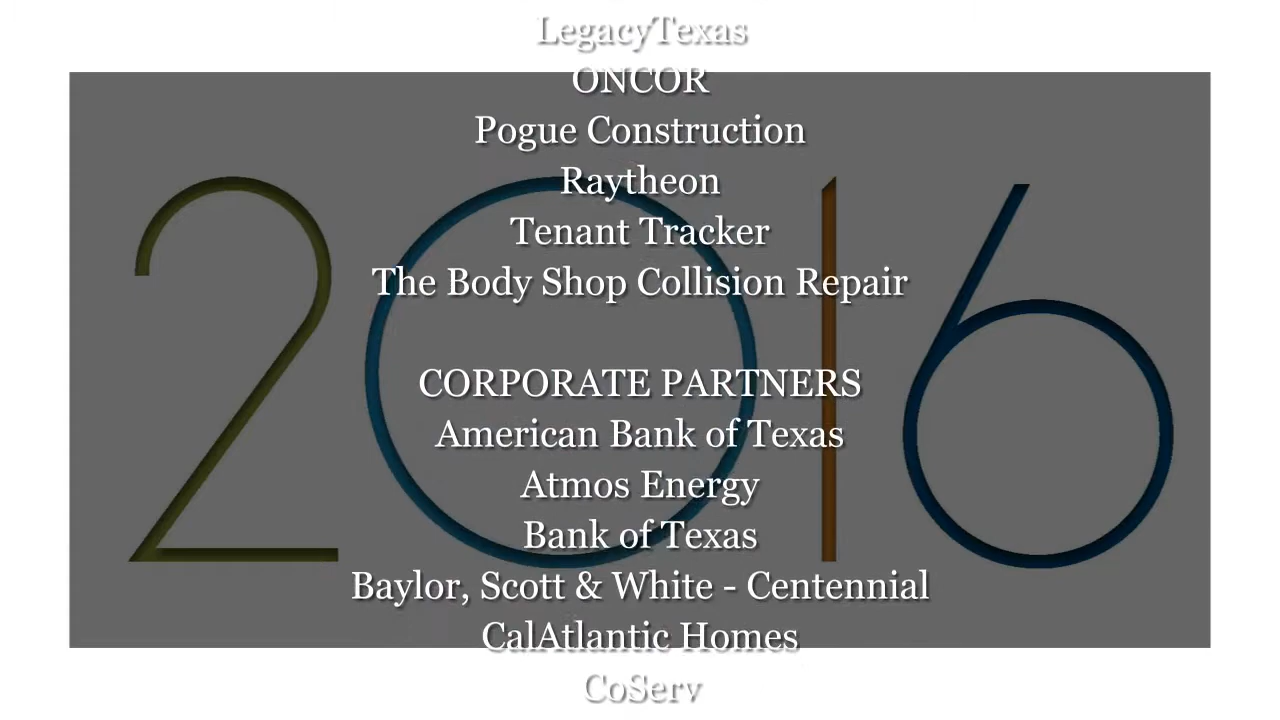 LegacyTexas
ONCOR
Pogue Construction
Raytheon
Tenant Tracker
The Body Shop Collision Repair
2016
CORPORATE PARTNERS
American Bank of Texas
Atmos Energy
Bank of Texas
Baylor, Scott & White - Centennial
CalAtlantic Homes
CoServ